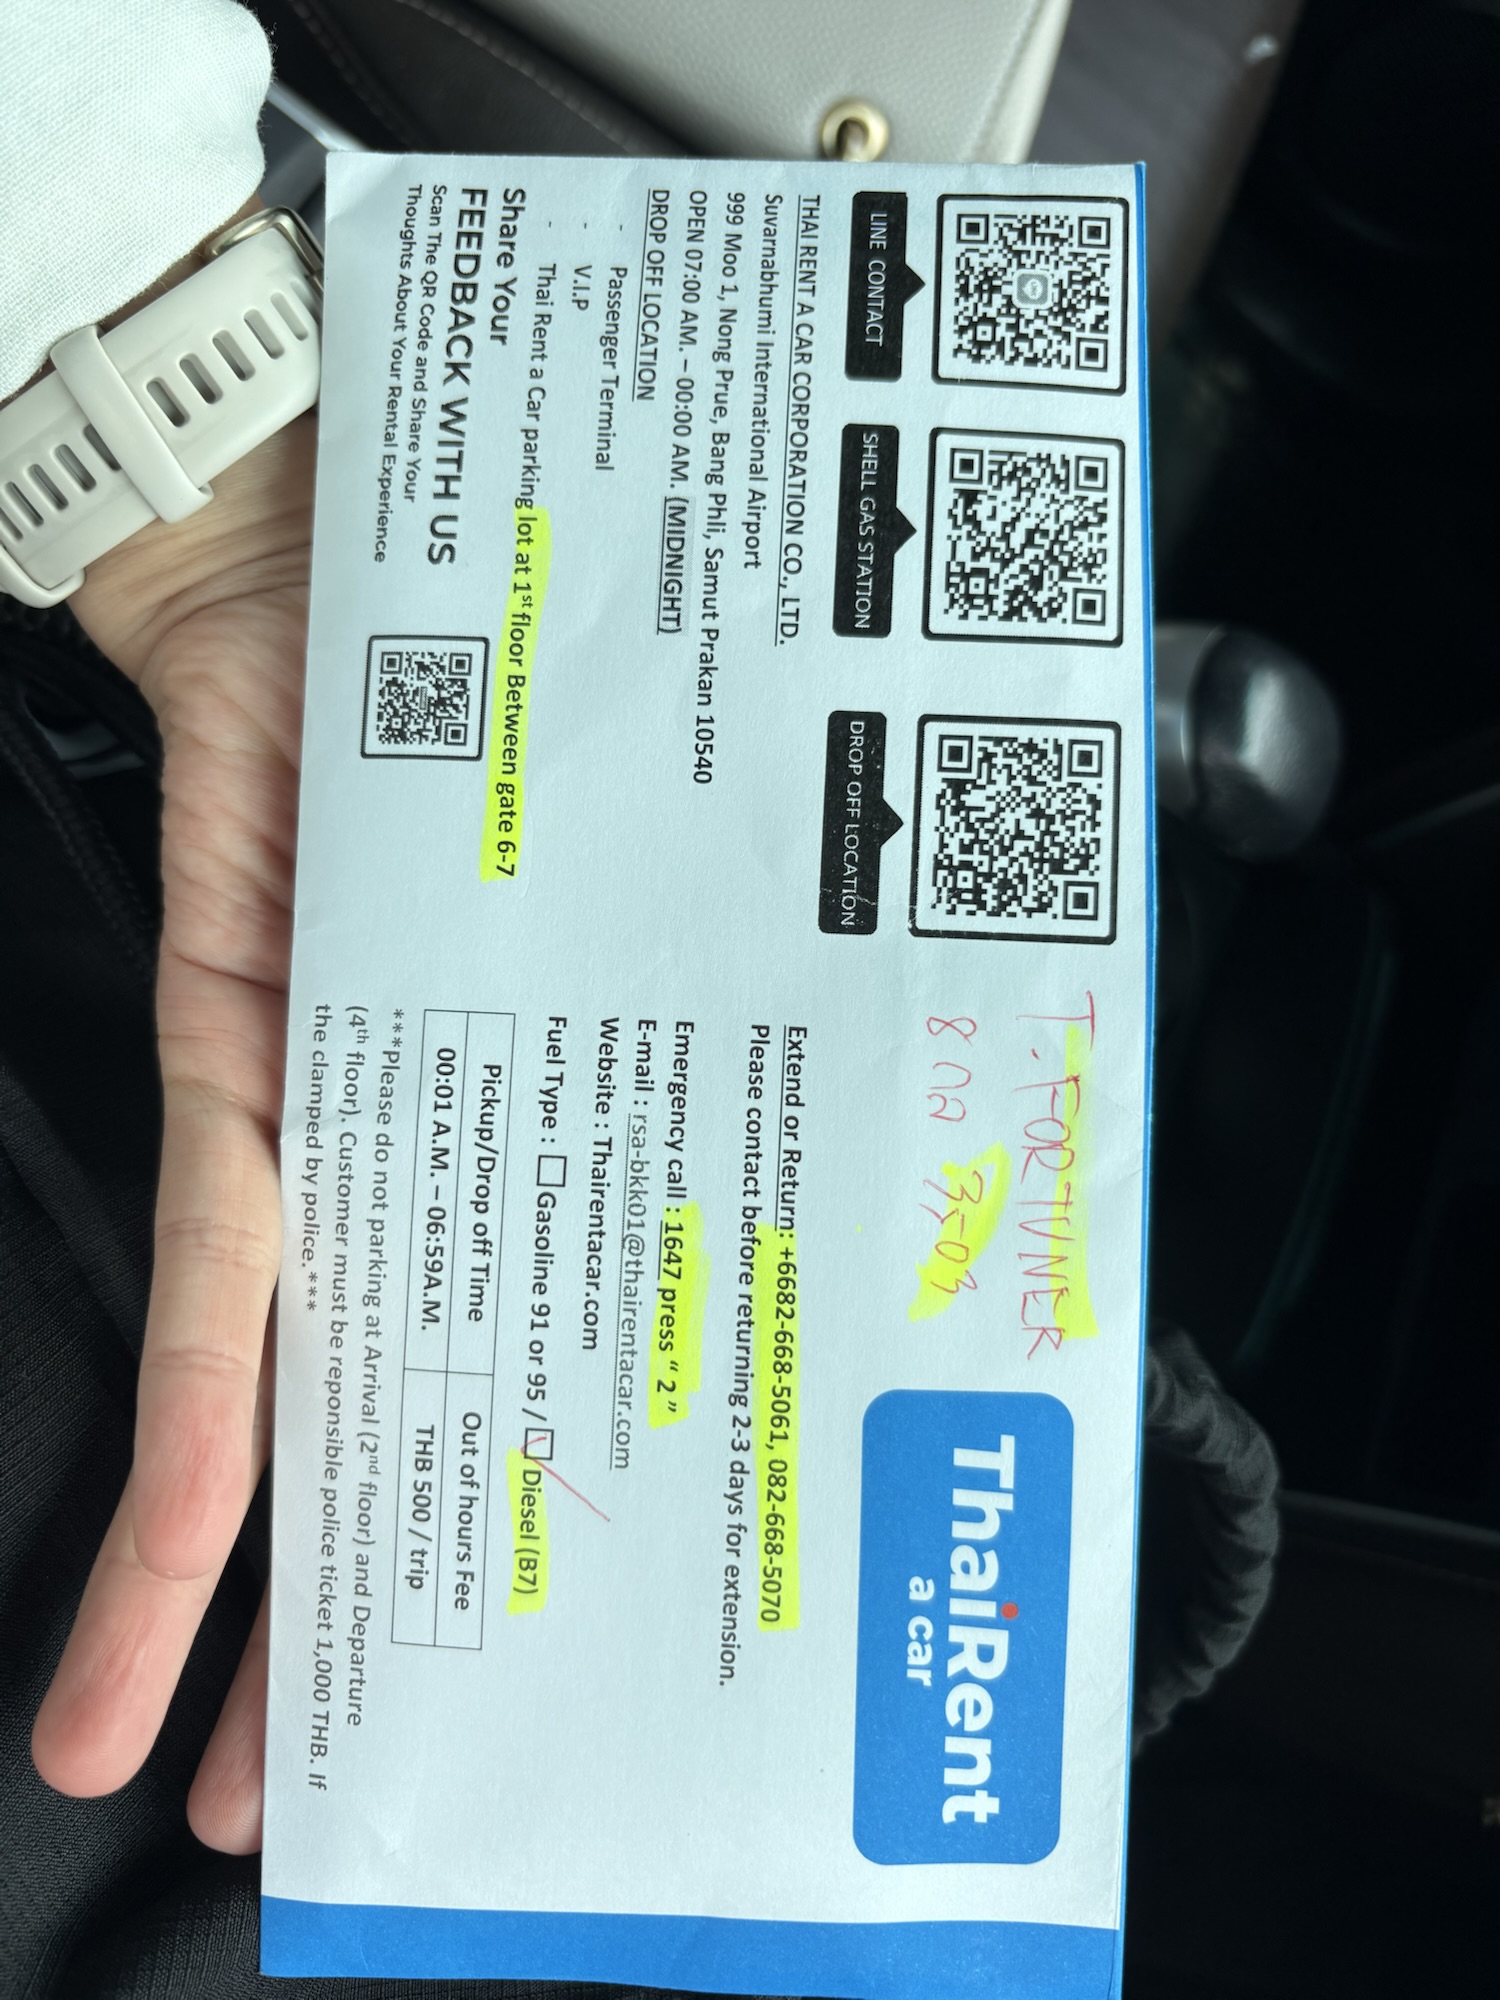 LINE CONTACT
SHELL GAS STATION
DROP OFF LOCATION
THAI RENT A CAR CORPORATION CO., LTD.
Suvarnabhumi International Airport
999 Moo 1, Nong Prue, Bang Phli, Samut Prakan 10540
OPEN 07:00 AM. – 00:00 AM. (MIDNIGHT)
DROP OFF LOCATION
- Passenger Terminal
- V.I.P
- Thai Rent a Car parking lot at 1st floor Between gate 6-7
Share Your
FEEDBACK WITH US
Scan The QR Code and Share Your
Thoughts About Your Rental Experience
T. FORTUNER
3503
ThaiRent
a car
Extend or Return: +6682-668-5061, 082-668-5070
Please contact before returning 2-3 days for extension.
Emergency call : 1647 press “ 2 ”
E-mail : rsa-bkk01@thairentacar.com
Website : Thairentacar.com
Fuel Type : ☐ Gasoline 91 or 95 / ☑ Diesel (B7)
Pickup/Drop off Time Out of hours Fee
00:01 A.M. – 06:59A.M. THB 500 / trip
***Please do not parking at Arrival (2nd floor) and Departure
(4th floor). Customer must be reponsible police ticket 1,000 THB. If
the clamped by police.***